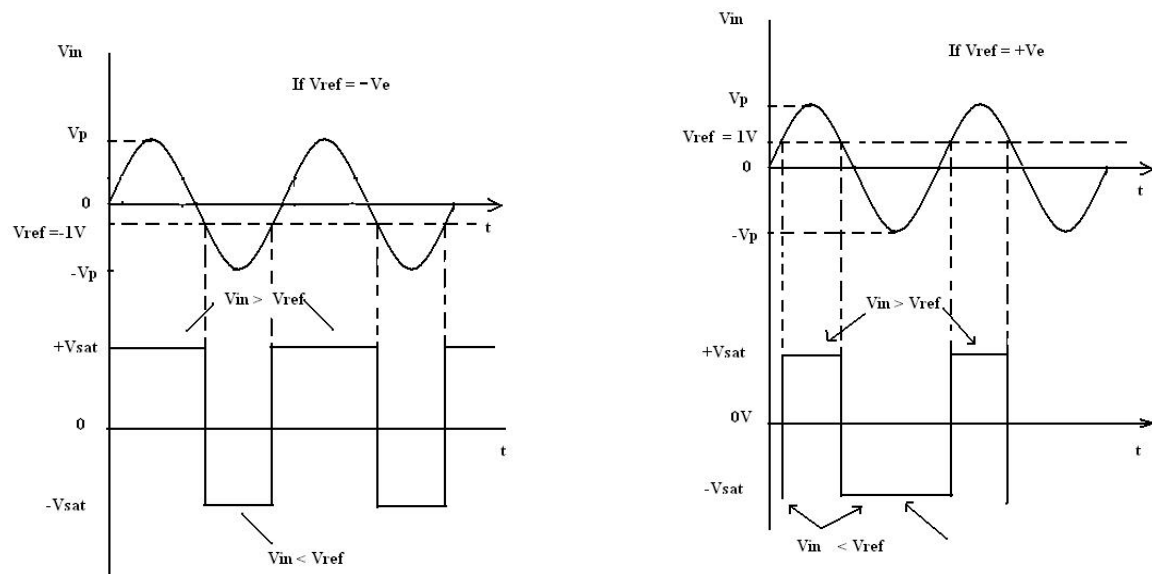 Vin
If Vref = −Ve
Vp
0
Vref =-1V
t
-Vp
Vin > Vref
+Vsat
0
t
-Vsat
Vin < Vref
Vin
If Vref = +Ve
Vp
Vref = 1V
0
t
-Vp
Vin > Vref
+Vsat
0V
t
-Vsat
Vin < Vref